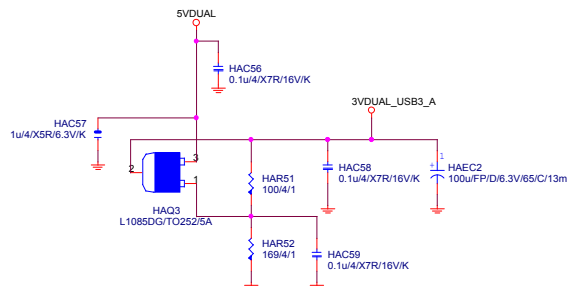 5VDUAL
HAC56
0.1u/4/X7R/16V/K
3VDUAL_USB3_A
HAC57
1u/4/X5R/6.3V/K
3
2
1
1
+
HAR51
100/4/1
HAC58
0.1u/4/X7R/16V/K
HAEC2
100u/FP/D/6.3V/65/C/13m
HAQ3
L1085DG/TO252/5A
HAR52
169/4/1
HAC59
0.1u/4/X7R/16V/K